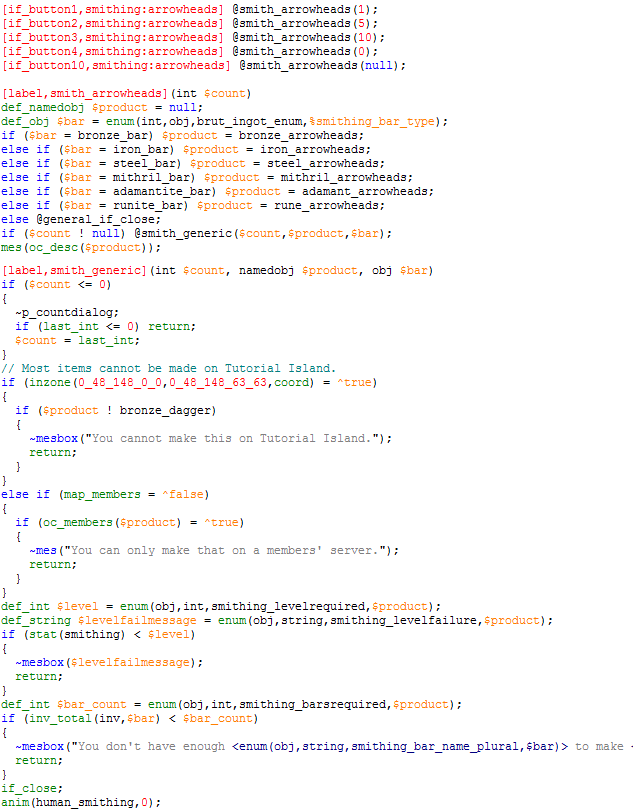 [if_button1,smithing:arrowheads] @smith_arrowheads(1);
[if_button2,smithing:arrowheads] @smith_arrowheads(5);
[if_button3,smithing:arrowheads] @smith_arrowheads(10);
[if_button4,smithing:arrowheads] @smith_arrowheads(0);
[if_button10,smithing:arrowheads] @smith_arrowheads(null);
[label,smith_arrowheads](int $count)
def_namedobj $product = null;
def_obj $bar = enum(int,obj,brut_ingot_enum,%smithing_bar_type);
if ($bar = bronze_bar) $product = bronze_arrowheads;
else if ($bar = iron_bar) $product = iron_arrowheads;
else if ($bar = steel_bar) $product = steel_arrowheads;
else if ($bar = mithril_bar) $product = mithril_arrowheads;
else if ($bar = adamantite_bar) $product = adamant_arrowheads;
else if ($bar = runite_bar) $product = rune_arrowheads;
else @general_if_close;
if ($count ! null) @smith_generic($count,$product,$bar);
mes(oc_desc($product));
[label,smith_generic](int $count, namedobj $product, obj $bar)
if ($count <= 0)
{
~p_countdialog;
if (last_int <= 0) return;
$count = last_int;
}
// Most items cannot be made on Tutorial Island.
if (inzone(0_48_148_0_0,0_48_148_63_63,coord) = ^true)
{
if ($product ! bronze_dagger)
{
~mesbox("You cannot make this on Tutorial Island.");
return;
}
}
else if (map_members = ^false)
{
if (oc_members($product) = ^true)
{
~mes("You can only make that on a members' server.");
return;
}
}
def_int $level = enum(obj,int,smithing_levelrequired,$product);
def_string $levelfailmessage = enum(obj,string,smithing_levelfailure,$product);
if (stat(smithing) < $level)
{
~mesbox($levelfailmessage);
return;
}
def_int $bar_count = enum(obj,int,smithing_barsrequired,$product);
if (inv_total(inv,$bar) < $bar_count)
{
~mesbox("You don't have enough <enum(obj,string,smithing_bar_name_plural,$bar)> to make
return;
}
if_close;
anim(human_smithing,0);